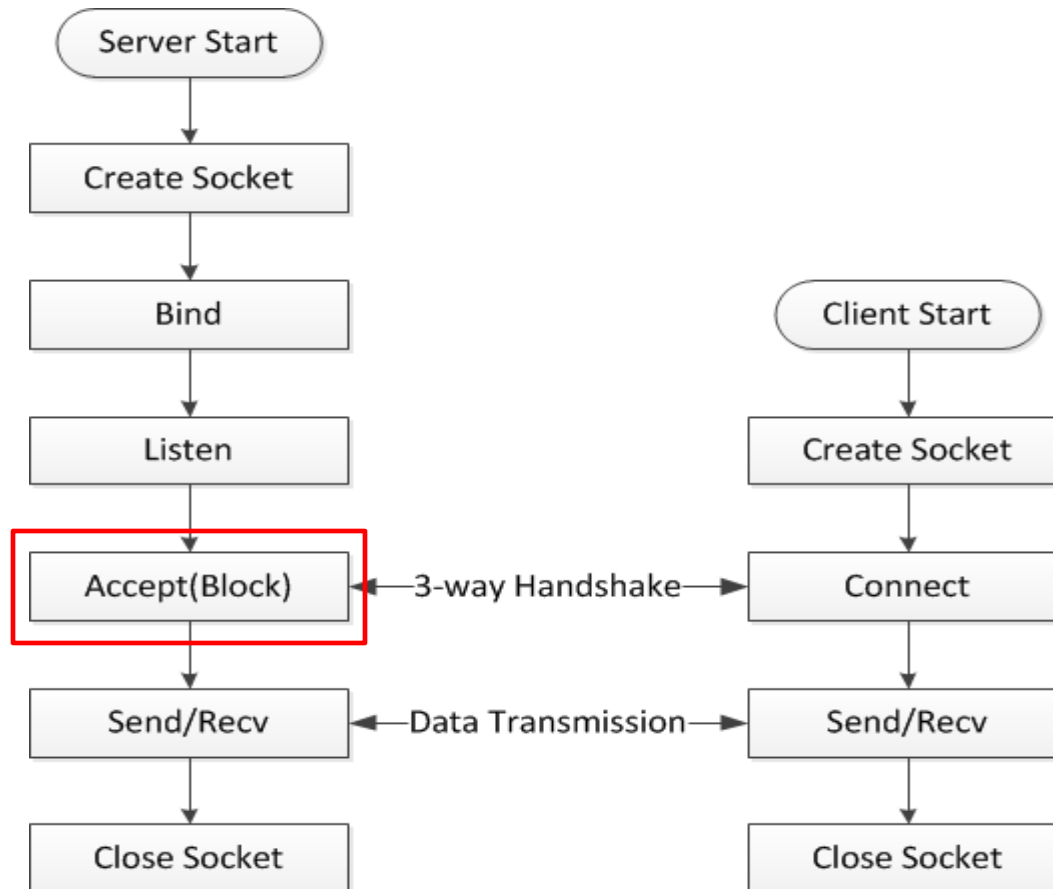 Server Start
Create Socket
Bind
Client Start
Listen
Create Socket
Accept(Block)
3-way Handshake
Connect
Send/Recv
Data Transmission
Send/Recv
Close Socket
Close Socket